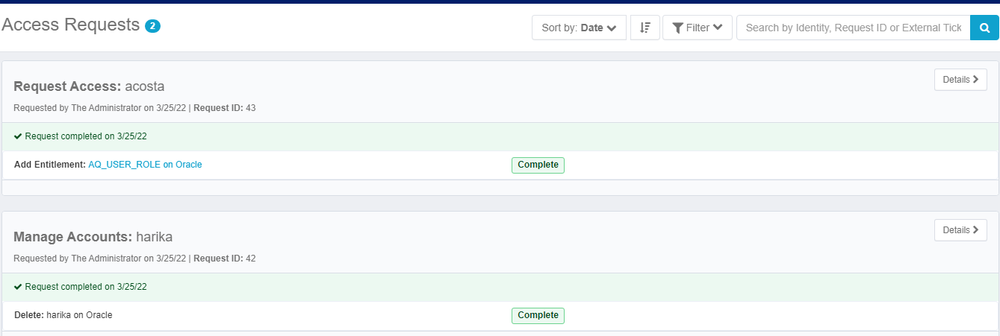 Access Requests 2
Sort by: Date
Filter
Search by Identity, Request ID or External Tick
Request Access: acosta
Details
Requested by The Administrator on 3/25/22 | Request ID: 43
Request completed on 3/25/22
Add Entitlement: AQ_USER_ROLE on Oracle
Complete
Manage Accounts: harika
Details
Requested by The Administrator on 3/25/22 | Request ID: 42
Request completed on 3/25/22
Delete: harika on Oracle
Complete